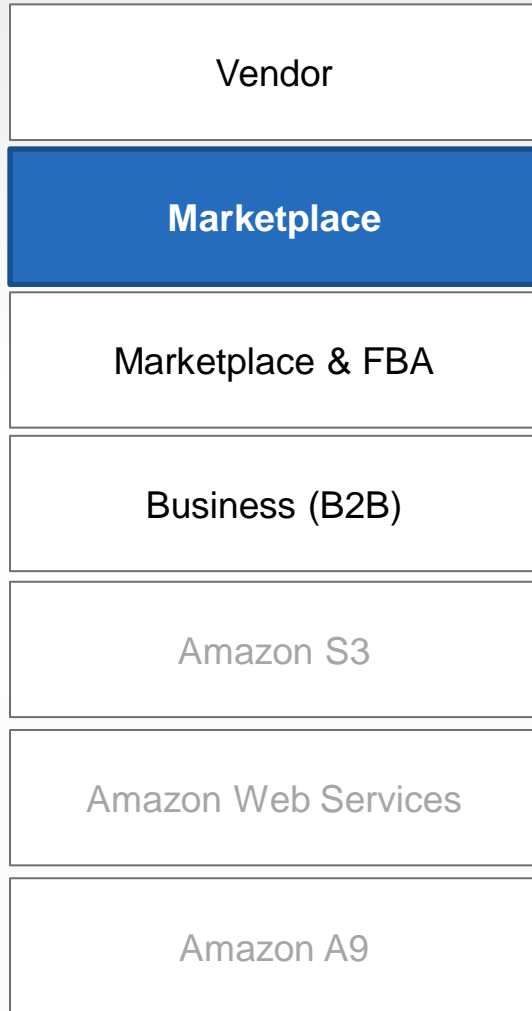 Vendor
Marketplace
Marketplace & FBA
Business (B2B)
Amazon S3
Amazon Web Services
Amazon A9